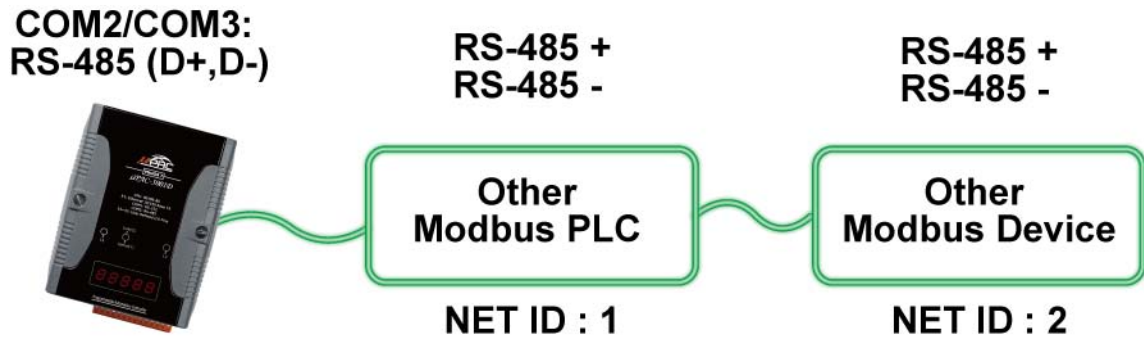 COM2/COM3:
RS-485 (D+,D-)
RS-485 +
RS-485 -
RS-485 +
RS-485 -
Other
Modbus PLC
Other
Modbus Device
NET ID : 1
NET ID : 2